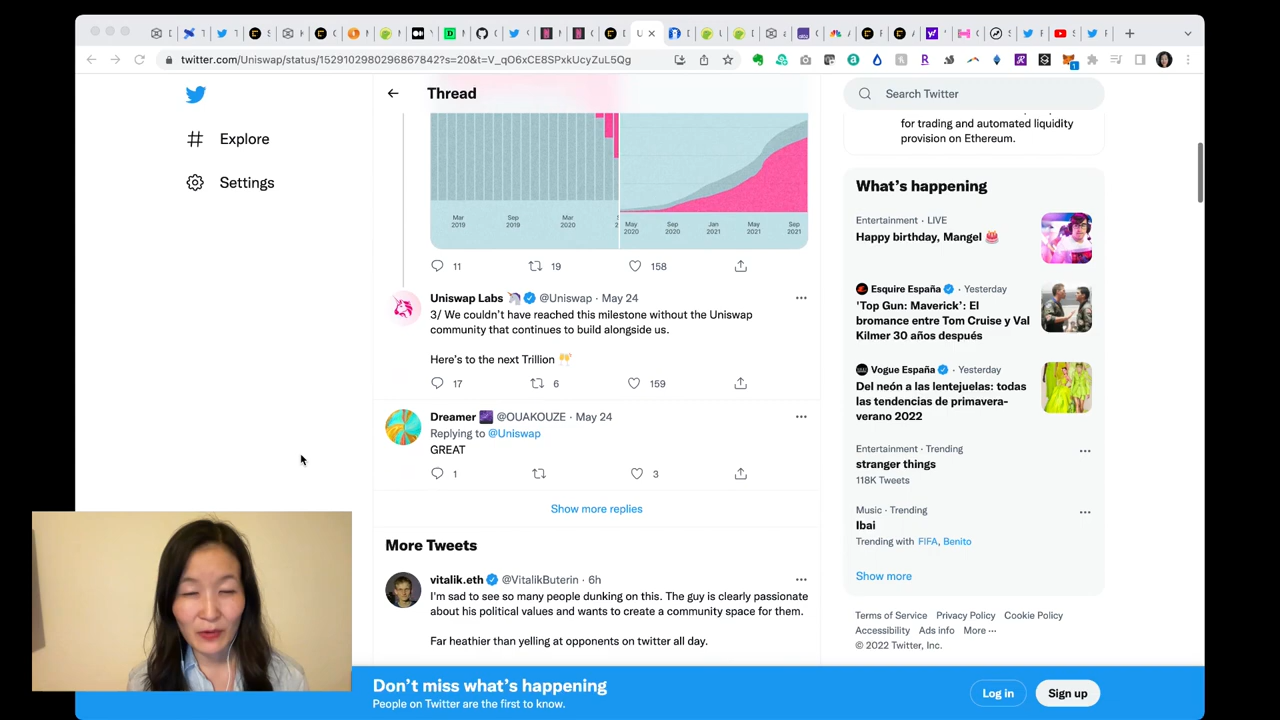 twitter.com/Uniswap/status/1529102980296867842?s=20&t=V_qO6xCE8SPxkUcyZuL5Qg
Explore
Settings
Thread
Mar
2019
Sep
2019
Mar
2020
May
2020
Sep
2020
Jan
2021
May
2021
Sep
2021
11
19
158
Uniswap Labs @Uniswap · May 24
3/ We couldn't have reached this milestone without the Uniswap
community that continues to build alongside us.
Here's to the next Trillion
17
6
159
Dreamer @OUAKOUZE · May 24
Replying to @Uniswap
GREAT
1
3
Show more replies
More Tweets
vitalik.eth @VitalikButerin · 6h
I'm sad to see so many people dunking on this. The guy is clearly passionate
about his political values and wants to create a community space for them.
Far heathier than yelling at opponents on twitter all day.
Search Twitter
for trading and automated liquidity
provision on Ethereum.
What's happening
Entertainment · LIVE
Happy birthday, Mangel
Esquire España · Yesterday
'Top Gun: Maverick': El
bromance entre Tom Cruise y Val
Kilmer 30 años después
Vogue España · Yesterday
Del neón a las lentejuelas: todas
las tendencias de primavera-
verano 2022
Entertainment · Trending
stranger things
118K Tweets
Music · Trending
Ibai
Trending with FIFA, Benito
Show more
Terms of Service Privacy Policy Cookie Policy
Accessibility Ads info More ···
© 2022 Twitter, Inc.
Don't miss what's happening
People on Twitter are the first to know.
Log in
Sign up